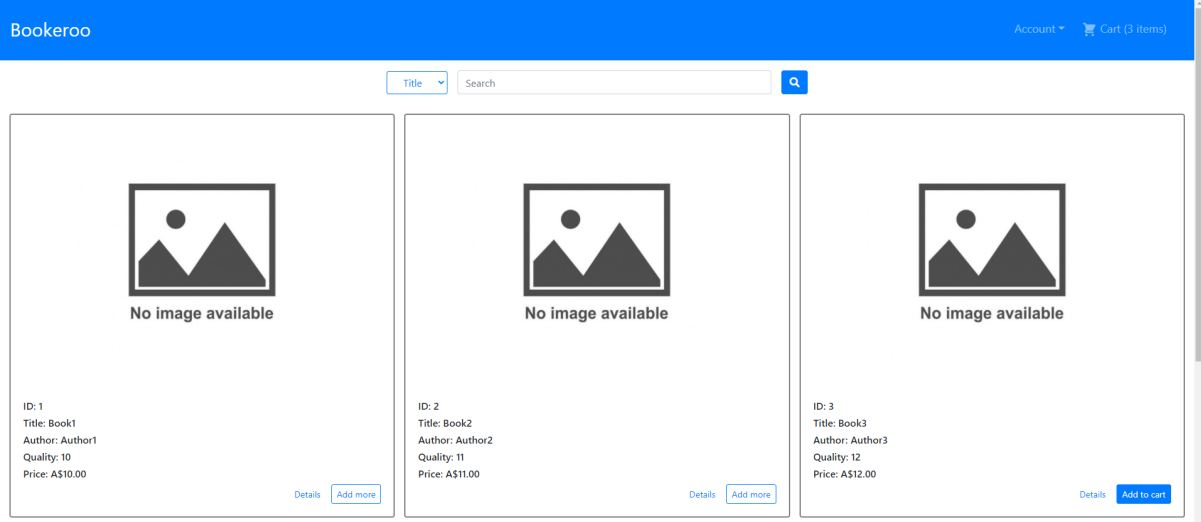 Bookeroo
Account
Cart (3 items)
Title
Search
No image available
ID: 1
Title: Book1
Author: Author1
Quality: 10
Price: A$10.00
Details
Add more
No image available
ID: 2
Title: Book2
Author: Author2
Quality: 11
Price: A$11.00
Details
Add more
No image available
ID: 3
Title: Book3
Author: Author3
Quality: 12
Price: A$12.00
Details
Add to cart